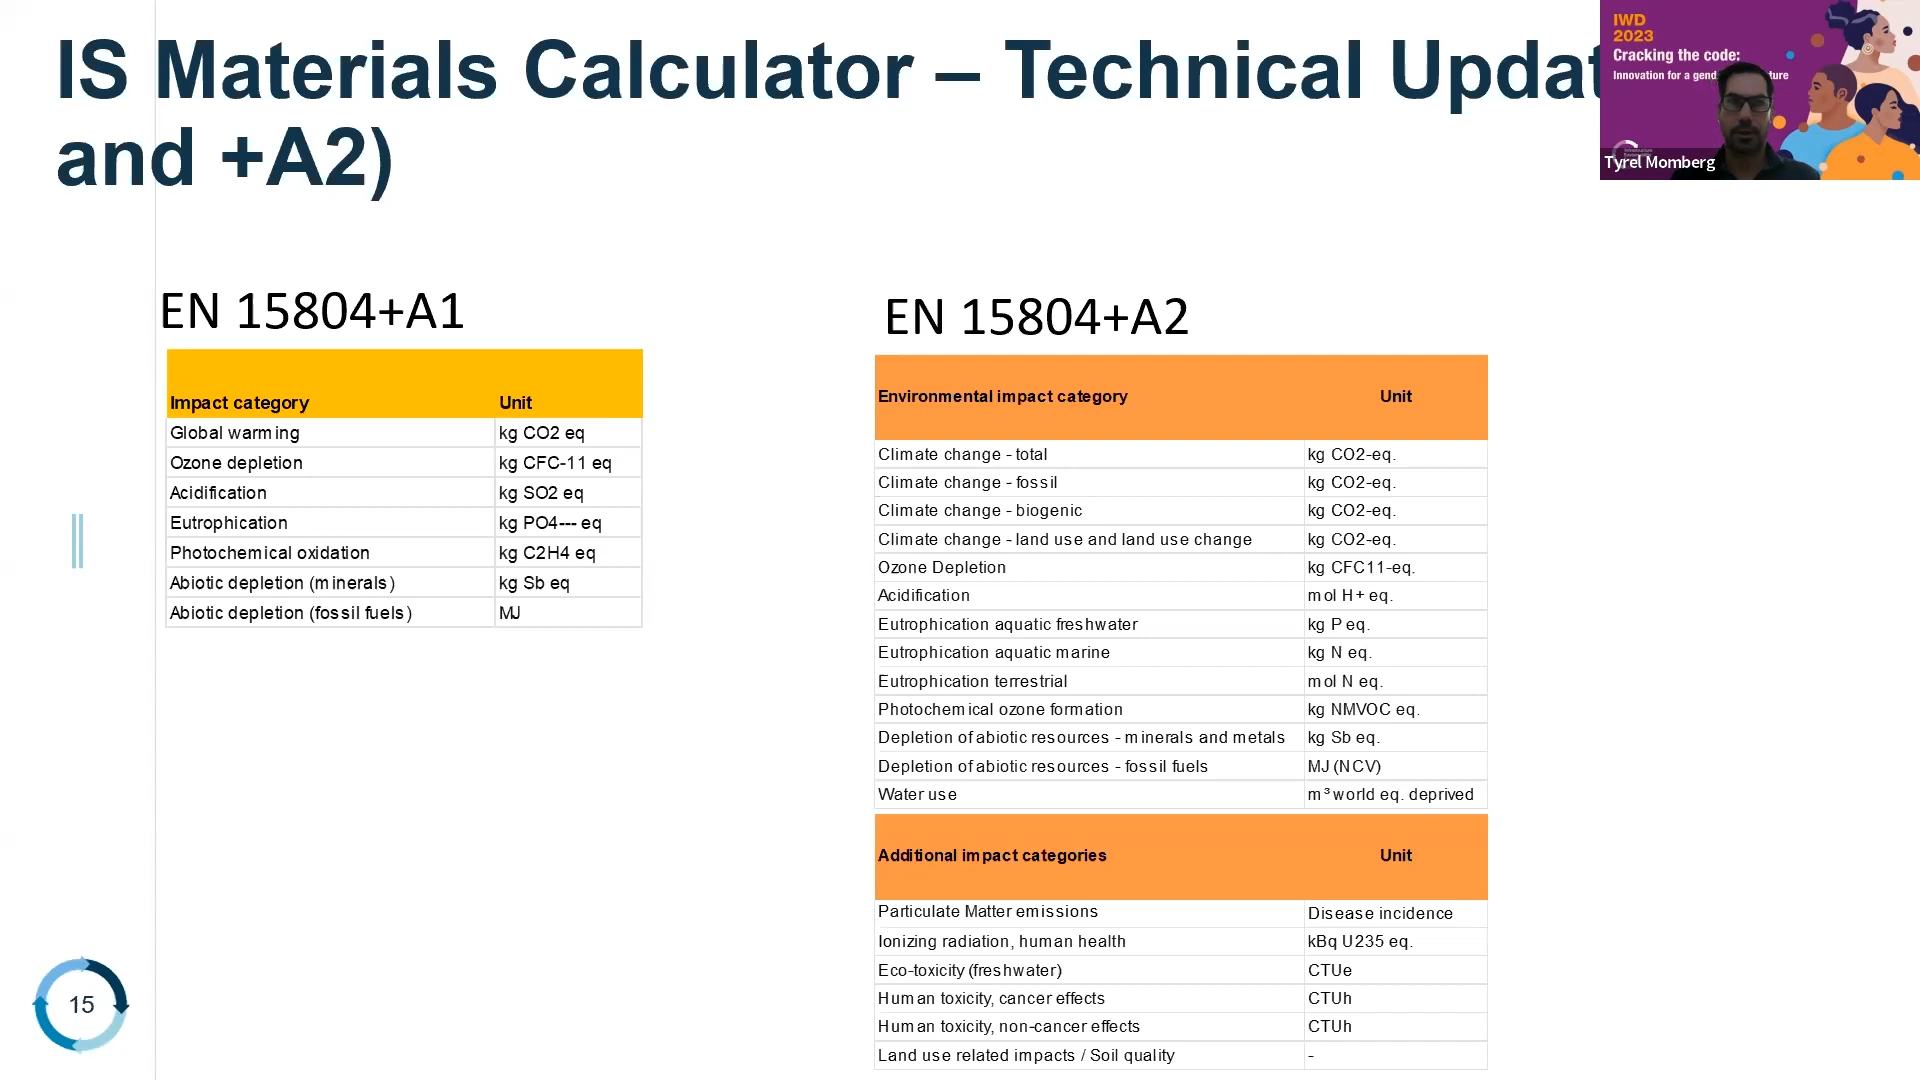 IS Materials Calculator – Technical Updat
and +A2)
IWD
2023
Cracking the code:
Innovation for a gend ture
Tyrel Momberg
EN 15804+A1
Impact category Unit
Global warming kg CO2 eq
Ozone depletion kg CFC-11 eq
Acidification kg SO2 eq
Eutrophication kg PO4--- eq
Photochemical oxidation kg C2H4 eq
Abiotic depletion (minerals) kg Sb eq
Abiotic depletion (fossil fuels) MJ
EN 15804+A2
Environmental impact category Unit
Climate change - total kg CO2-eq.
Climate change - fossil kg CO2-eq.
Climate change - biogenic kg CO2-eq.
Climate change - land use and land use change kg CO2-eq.
Ozone Depletion kg CFC11-eq.
Acidification mol H+ eq.
Eutrophication aquatic freshwater kg P eq.
Eutrophication aquatic marine kg N eq.
Eutrophication terrestrial mol N eq.
Photochemical ozone formation kg NMVOC eq.
Depletion of abiotic resources - minerals and metals kg Sb eq.
Depletion of abiotic resources - fossil fuels MJ (NCV)
Water use m³ world eq. deprived
Additional impact categories Unit
Particulate Matter emissions Disease incidence
Ionizing radiation, human health kBq U235 eq.
Eco-toxicity (freshwater) CTUe
Human toxicity, cancer effects CTUh
Human toxicity, non-cancer effects CTUh
Land use related impacts / Soil quality -
15